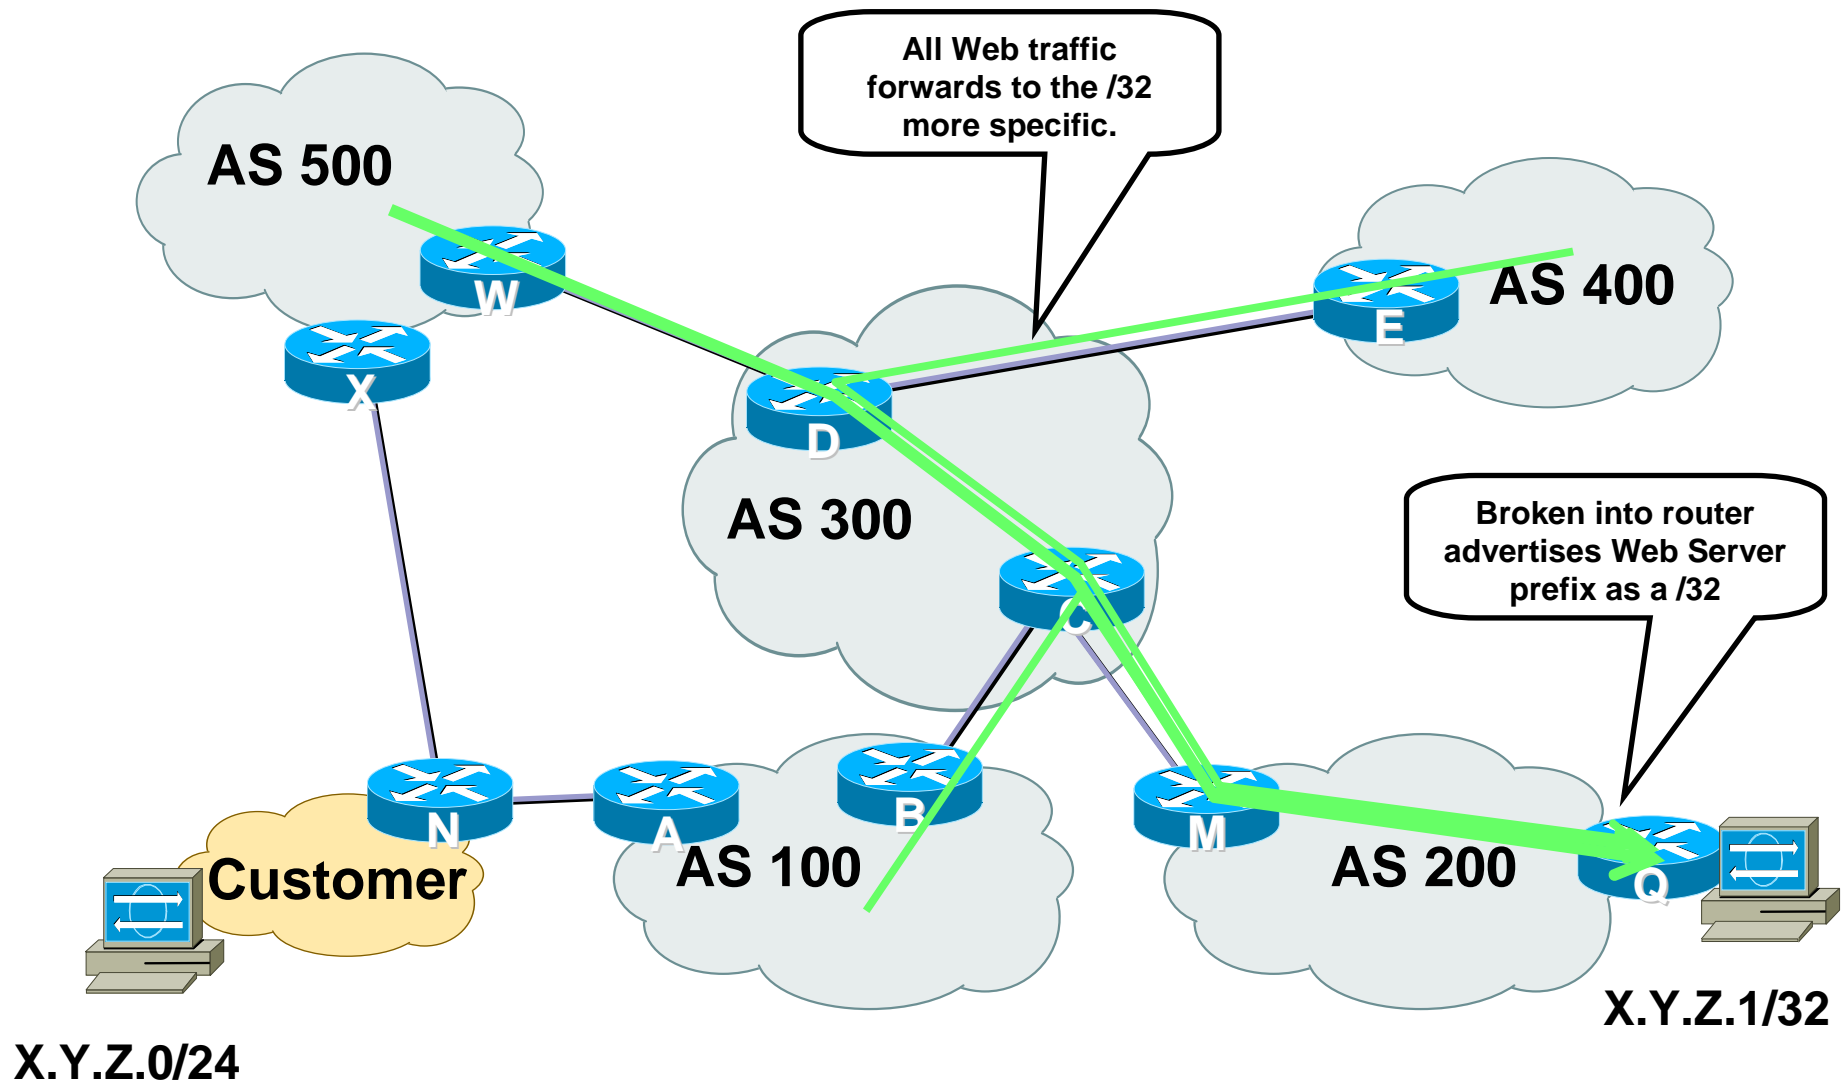 All Web traffic
forwards to the /32
more specific.
AS 500
W
AS 400
E
X
D
AS 300
Broken into router
advertises Web Server
prefix as a /32
C
B
N
A
M
AS 100
AS 200
Customer
Q
X.Y.Z.1/32
X.Y.Z.0/24